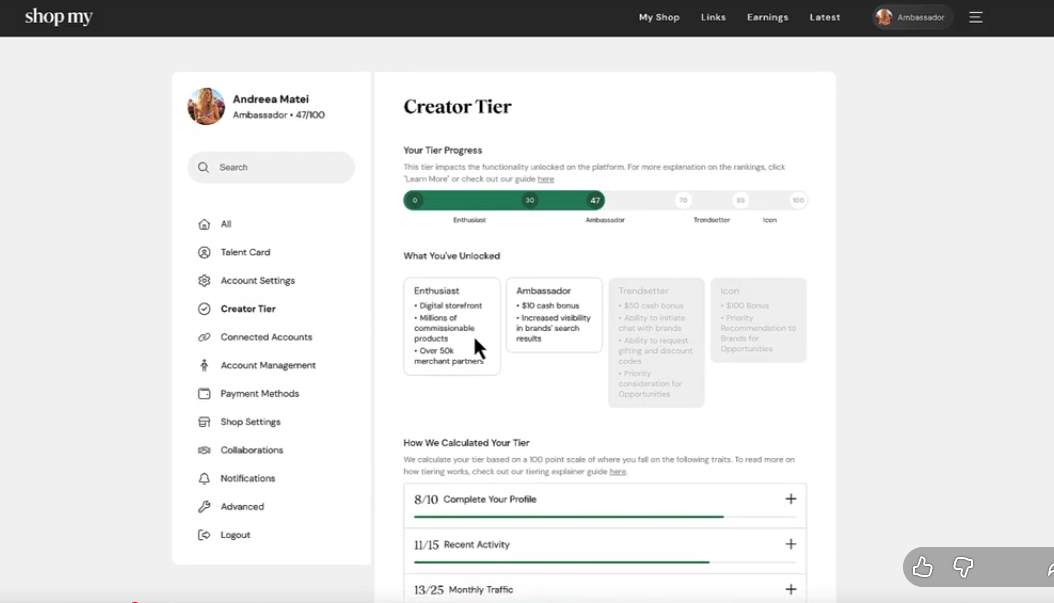 shop my
My Shop
Links
Earnings
Latest
Ambassador
Andreea Matei
Ambassador • 47/100
Search
All
Talent Card
Account Settings
Creator Tier
Connected Accounts
Account Management
Payment Methods
Shop Settings
Collaborations
Notifications
Advanced
Logout
Creator Tier
Your Tier Progress
This tier impacts the functionality unlocked on the platform. For more explanation on the rankings, click
"Learn More" or check out our guide here
0
30
47
70
85
100
Enthusiast
Ambassador
Trendsetter
Icon
What You've Unlocked
Enthusiast
• Digital storefront
• Millions of
commissionable
products
• Over 50k
merchant partners
Ambassador
• $10 cash bonus
• Increased visibility
in brands' search
results
Trendsetter
• $50 cash bonus
• Ability to initiate
chat with brands
• Ability to request
gifting and discount
codes
• Priority
consideration for
Opportunities
Icon
• $100 Bonus
• Priority
Recommendation to
Brands for
Opportunities
How We Calculated Your Tier
We calculate your tier based on a 100 point scale of where you fall on the following traits. To read more on
how tiering works, check out our tiering explainer guide here.
8/10 Complete Your Profile
11/15 Recent Activity
13/25 Monthly Traffic